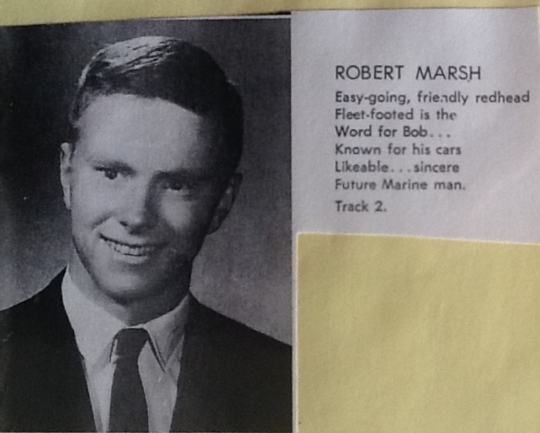 ROBERT MARSH
Easy-going, friendly redhead
Fleet-footed is the
Word for Bob...
Known for his cars
Likeable...sincere
Future Marine man.
Track 2.